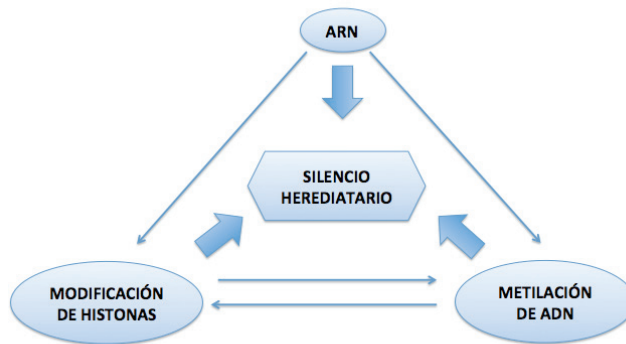 ARN
SILENCIO
HEREDIATARIO
MODIFICACIÓN
DE HISTONAS
METILACIÓN
DE ADN